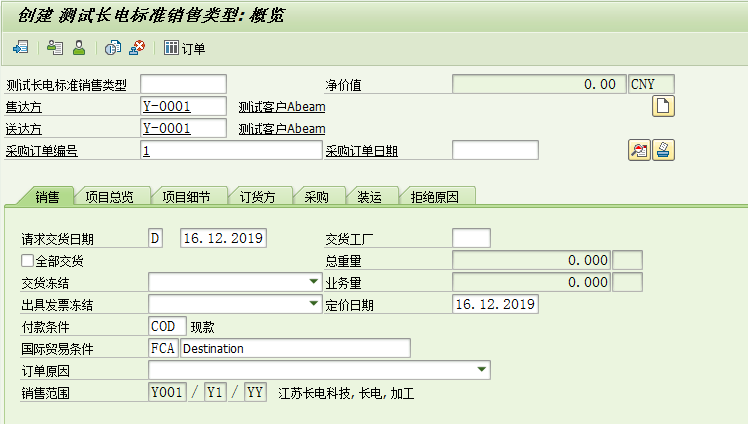 创建 测试长电标准销售类型: 概览
订单
测试长电标准销售类型 净价值 0.00 CNY
售达方 Y-0001 测试客户Abeam
送达方 Y-0001 测试客户Abeam
采购订单编号 1 采购订单日期
销售 项目总览 项目细节 订货方 采购 装运 拒绝原因
请求交货日期 D 16.12.2019 交货工厂
全部交货 总重量 0.000
交货冻结 业务量 0.000
出具发票冻结 定价日期 16.12.2019
付款条件 COD 现款
国际贸易条件 FCA Destination
订单原因
销售范围 Y001 / Y1 / YY 江苏长电科技, 长电, 加工